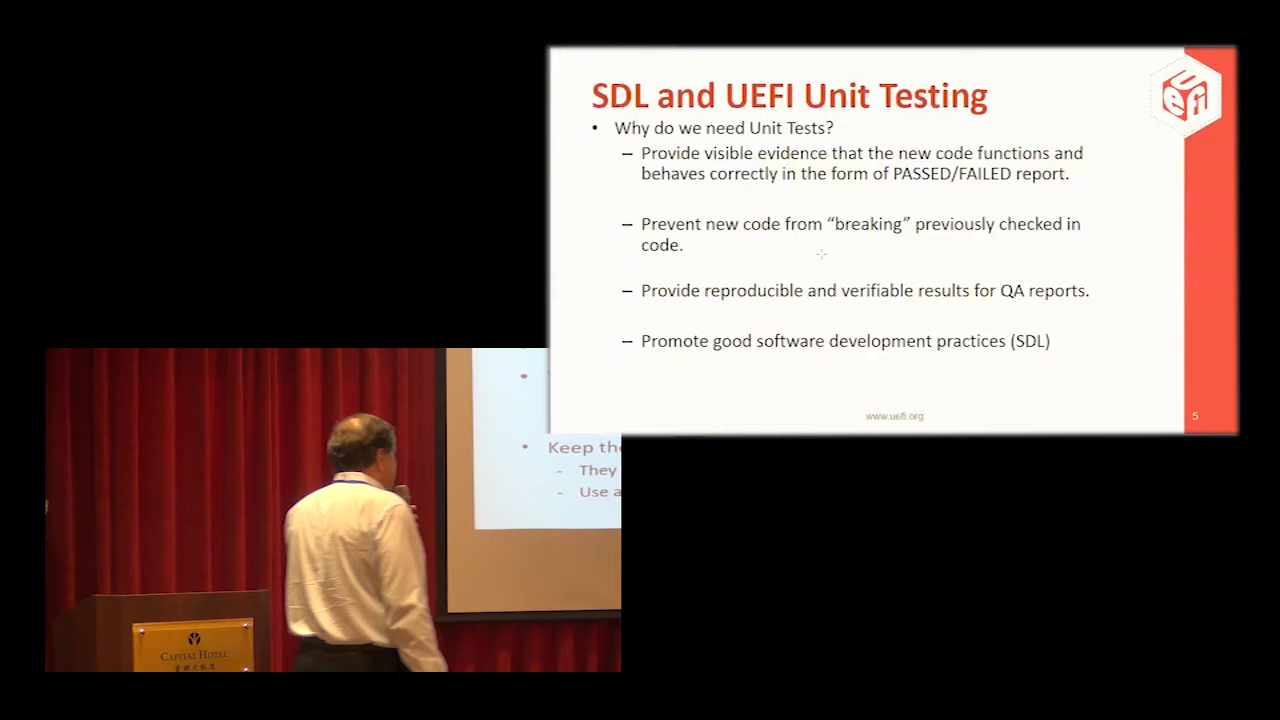 SDL and UEFI Unit Testing
• Why do we need Unit Tests?
– Provide visible evidence that the new code functions and
behaves correctly in the form of PASSED/FAILED report.
– Prevent new code from “breaking” previously checked in
code.
– Provide reproducible and verifiable results for QA reports.
– Promote good software development practices (SDL)
www.uefi.org
5
UEFi
• Keep the
- They
- Use a
CAPITAL HOTEL